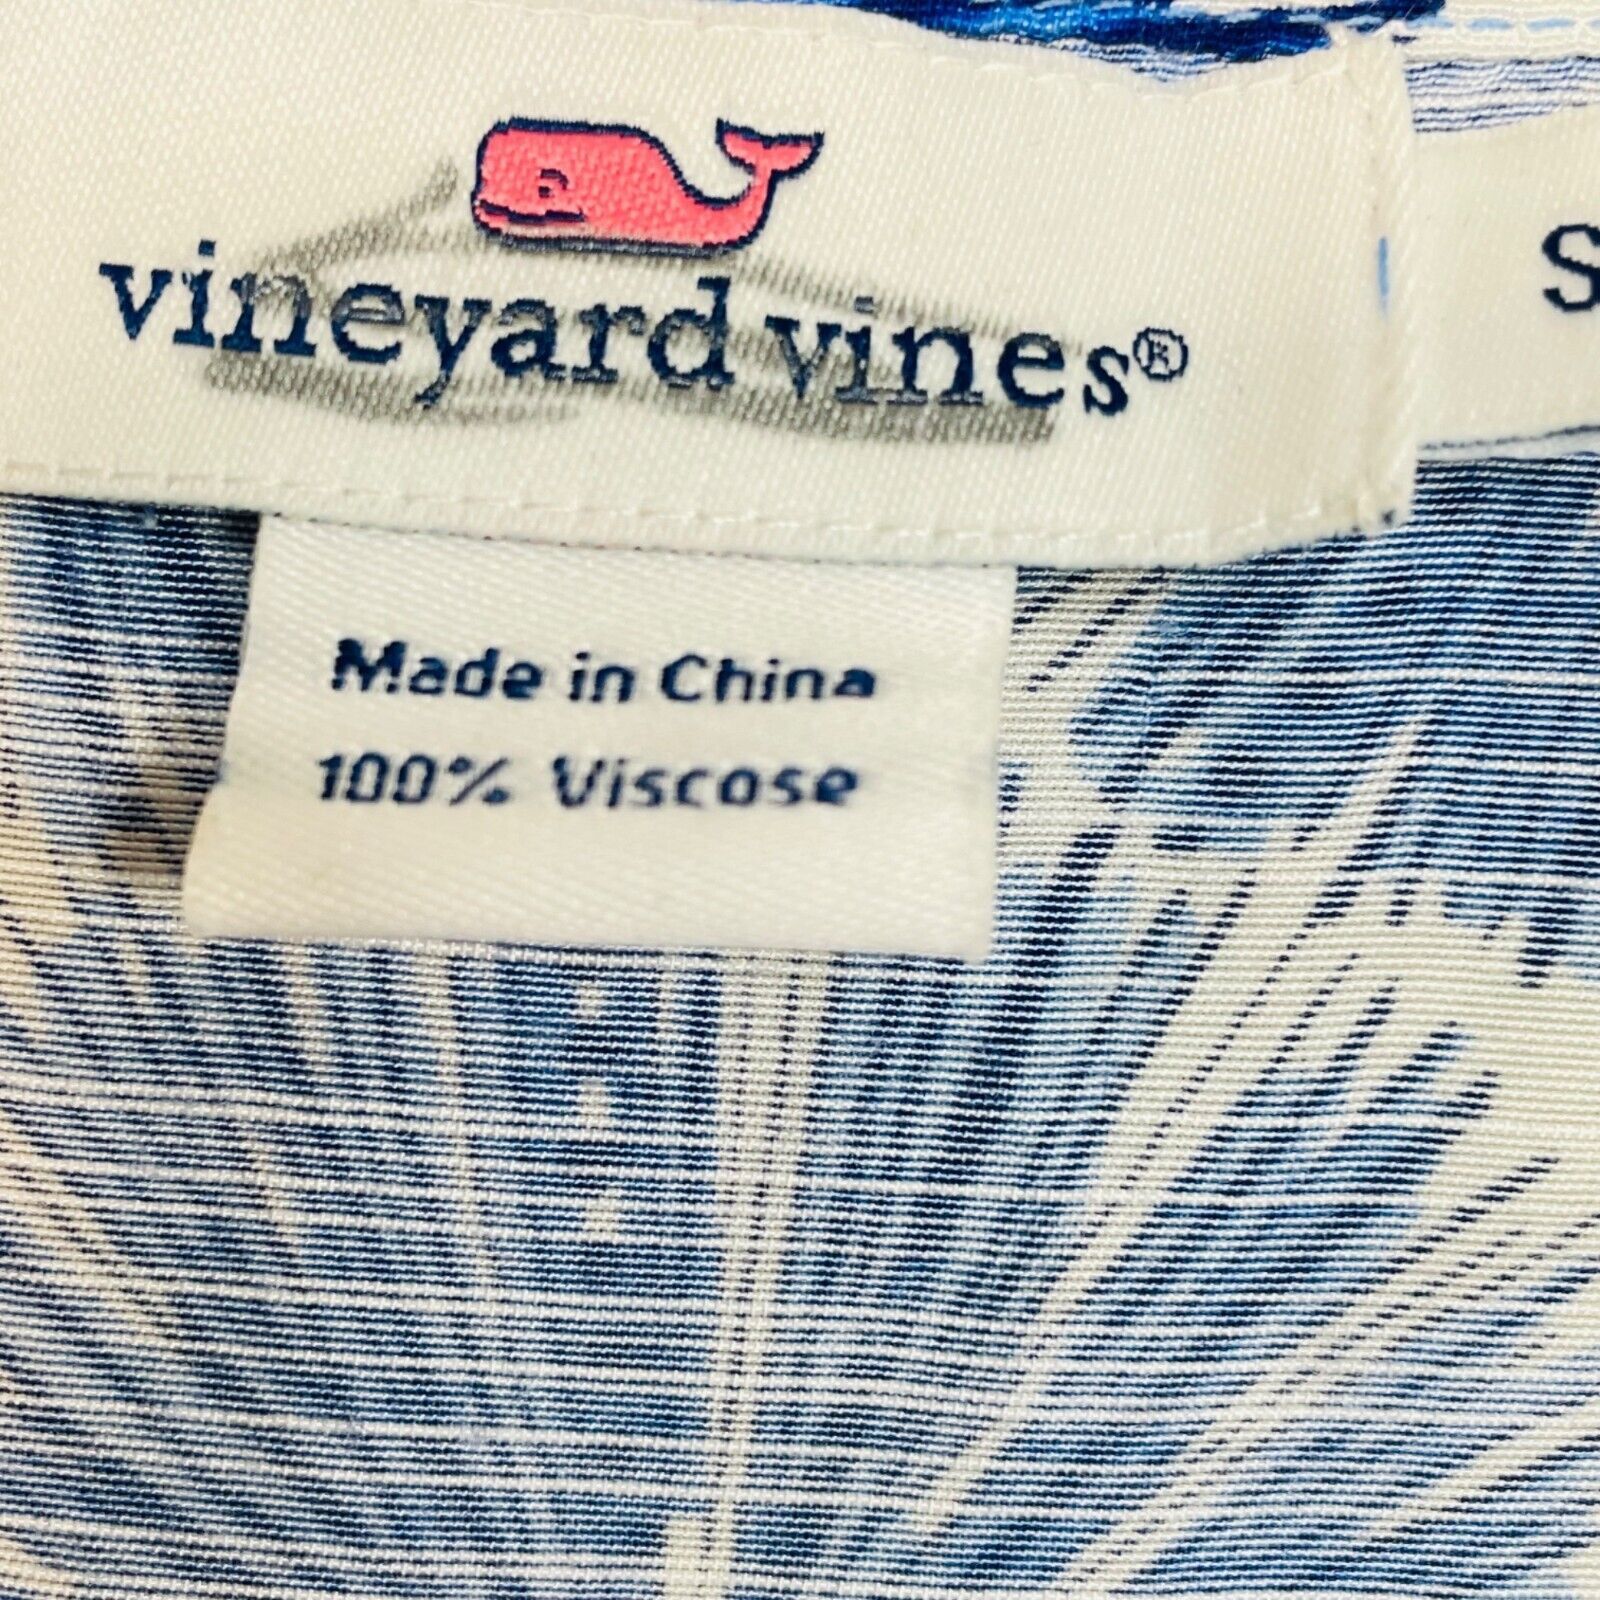 vineyard vines®
S
Made in China
100% Viscose